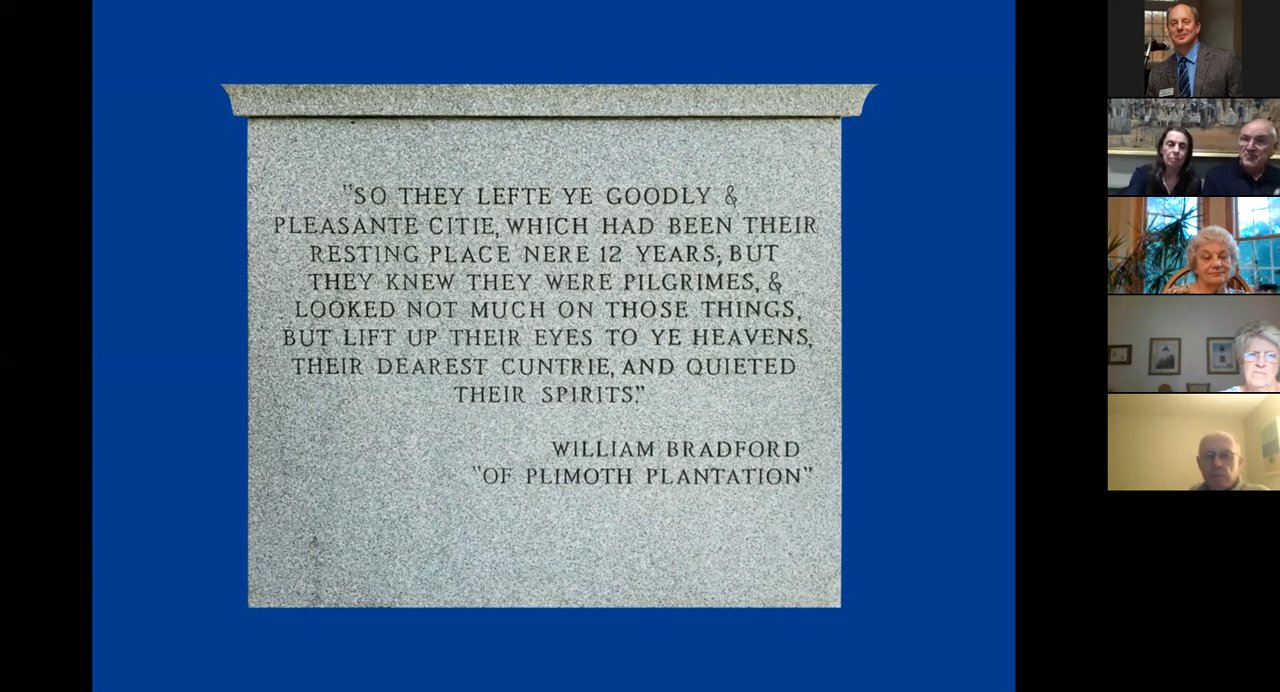 "SO THEY LEFTE YE GOODLY &
PLEASANTE CITIE, WHICH HAD BEEN THEIR
RESTING PLACE NERE 12 YEARS; BUT
THEY KNEW THEY WERE PILGRIMES, &
LOOKED NOT MUCH ON THOSE THINGS,
BUT LIFT UP THEIR EYES TO YE HEAVENS,
THEIR DEAREST CUNTRIE, AND QUIETED
THEIR SPIRITS."
WILLIAM BRADFORD
"OF PLIMOTH PLANTATION"